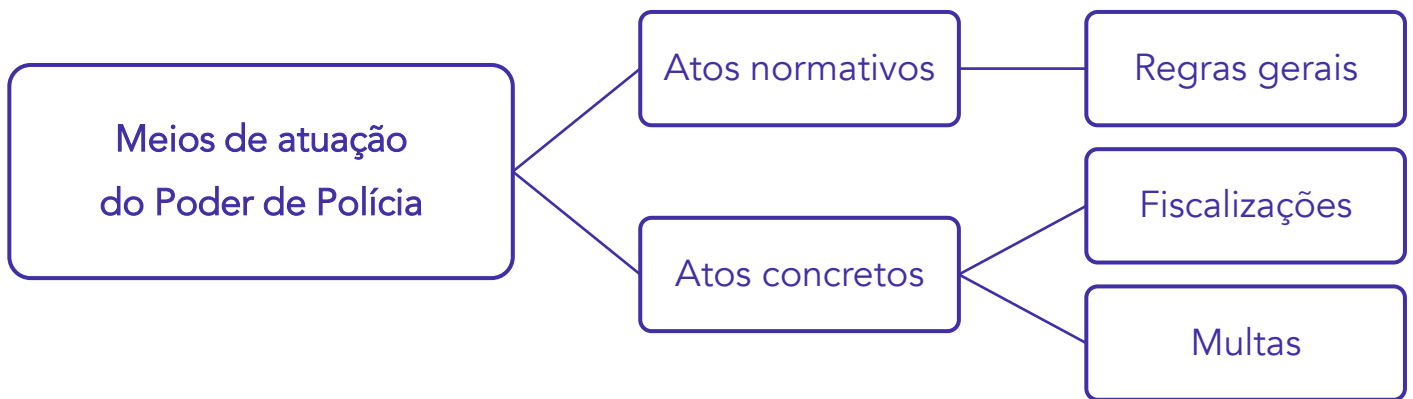 Meios de atuação
do Poder de Polícia
Atos normativos
Regras gerais
Atos concretos
Fiscalizações
Multas